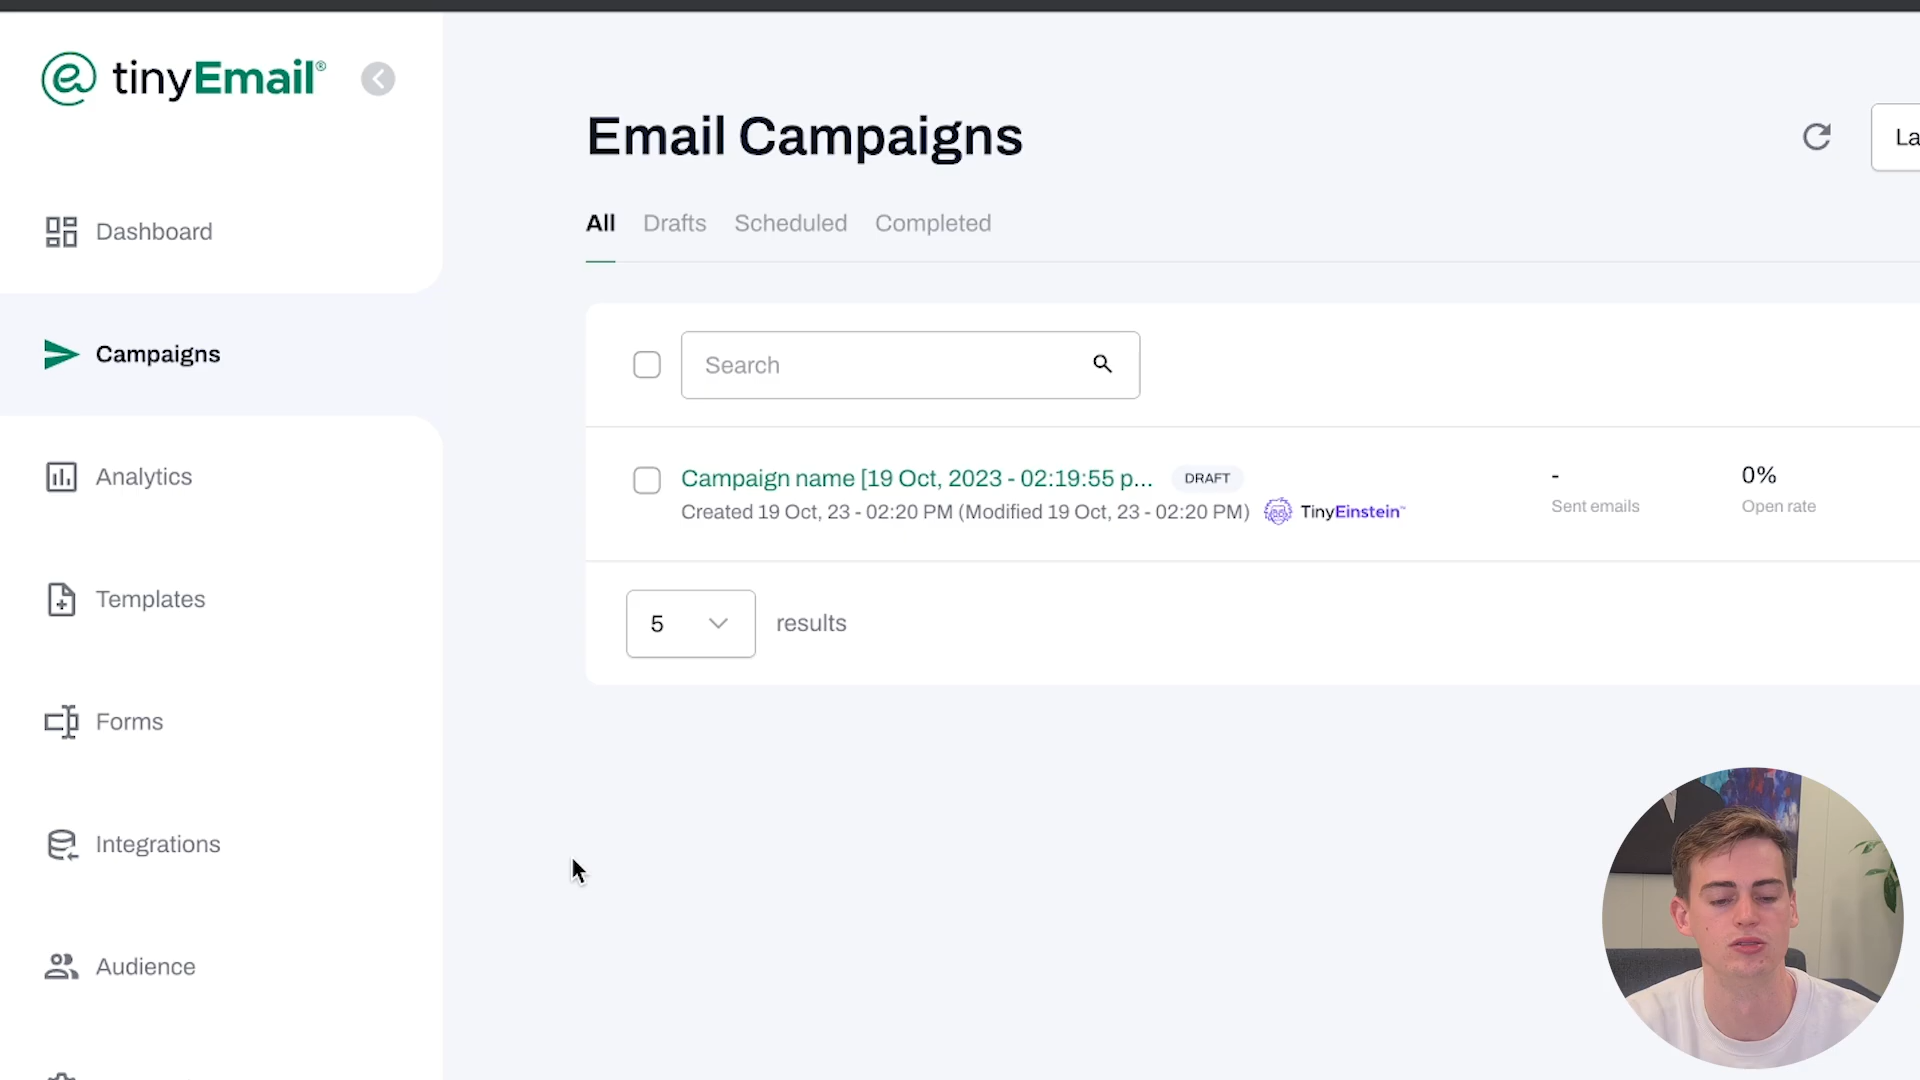 tinyEmail®
Dashboard
Campaigns
Analytics
Templates
Forms
Integrations
Audience
Email Campaigns
La
All Drafts Scheduled Completed
Search
Campaign name [19 Oct, 2023 - 02:19:55 p... DRAFT
Created 19 Oct, 23 - 02:20 PM (Modified 19 Oct, 23 - 02:20 PM) TinyEinstein™
-
Sent emails
0%
Open rate
5 results